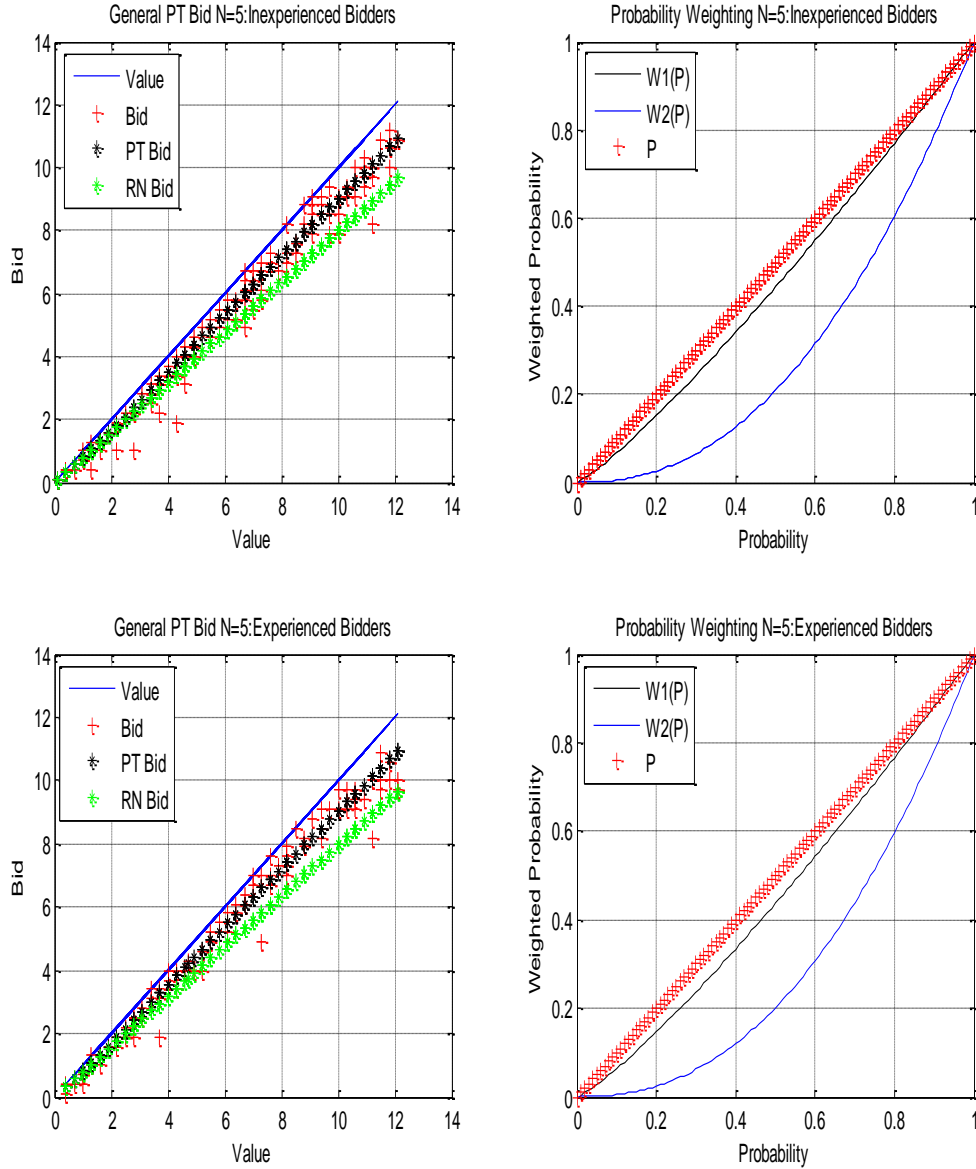 General PT Bid N=5:Inexperienced Bidders
14
12
10
8
6
4
2
0
Bid
Value
Bid
PT Bid
RN Bid
0 2 4 6 8 10 12 14
Value
Probability Weighting N=5:Inexperienced Bidders
1
0.8
0.6
0.4
0.2
0
Weighted Probability
W1(P)
W2(P)
P
0 0.2 0.4 0.6 0.8 1
Probability
General PT Bid N=5:Experienced Bidders
14
12
10
8
6
4
2
0
Bid
Value
Bid
PT Bid
RN Bid
0 2 4 6 8 10 12 14
Value
Probability Weighting N=5:Experienced Bidders
1
0.8
0.6
0.4
0.2
0
Weighted Probability
W1(P)
W2(P)
P
0 0.2 0.4 0.6 0.8 1
Probability